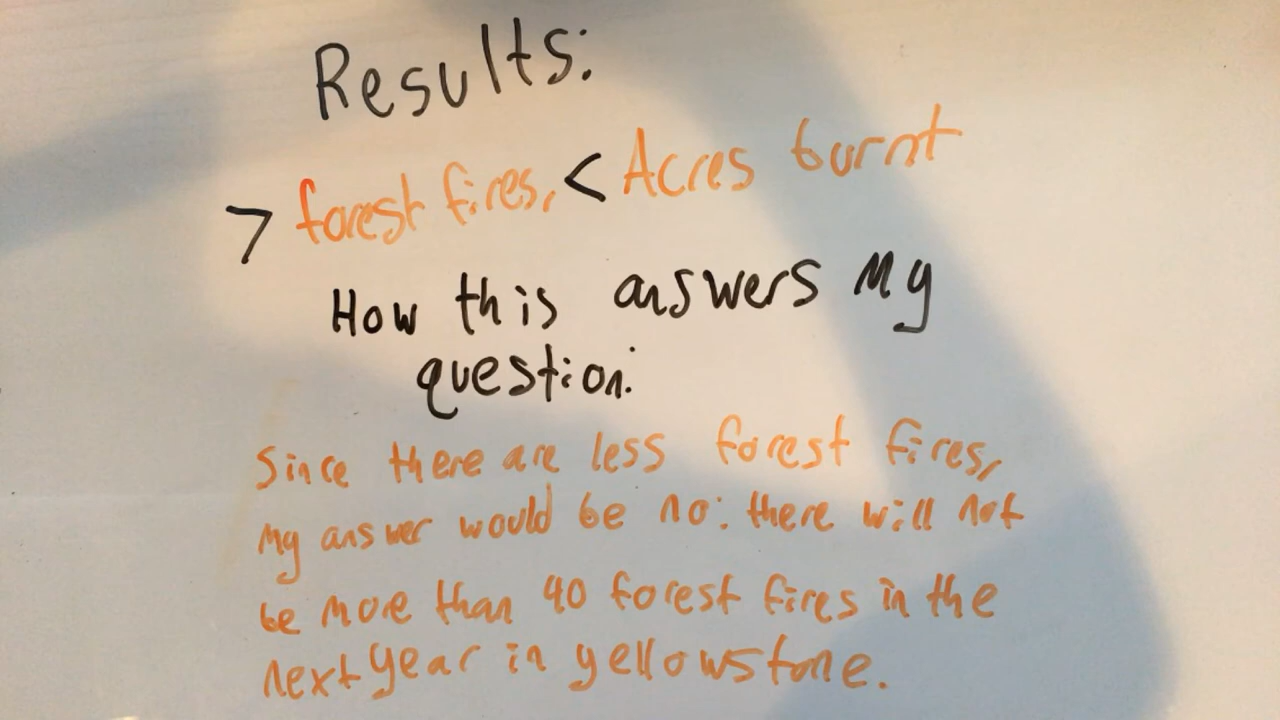 Results:
> forest fires, < Acres burnt
How this answers my
question:
Since there are less forest fires,
my answer would be no: there will not
be more than 40 forest fires in the
next year in yellowstone.